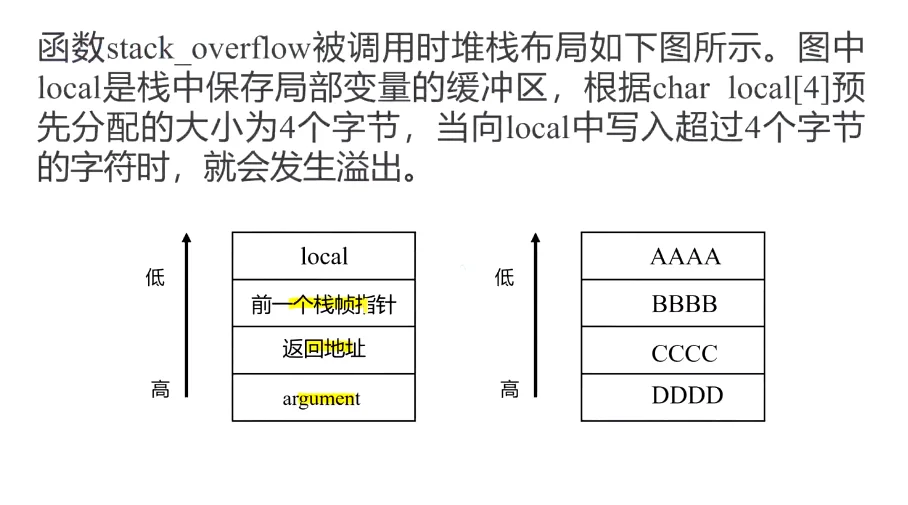 函数stack_overflow被调用时堆栈布局如下图所示。图中
local是栈中保存局部变量的缓冲区，根据char local[4]预
先分配的大小为4个字节，当向local中写入超过4个字节
的字符时，就会发生溢出。
低
高
local
前一个栈帧指针
返回地址
argument
低
高
AAAA
BBBB
CCCC
DDDD